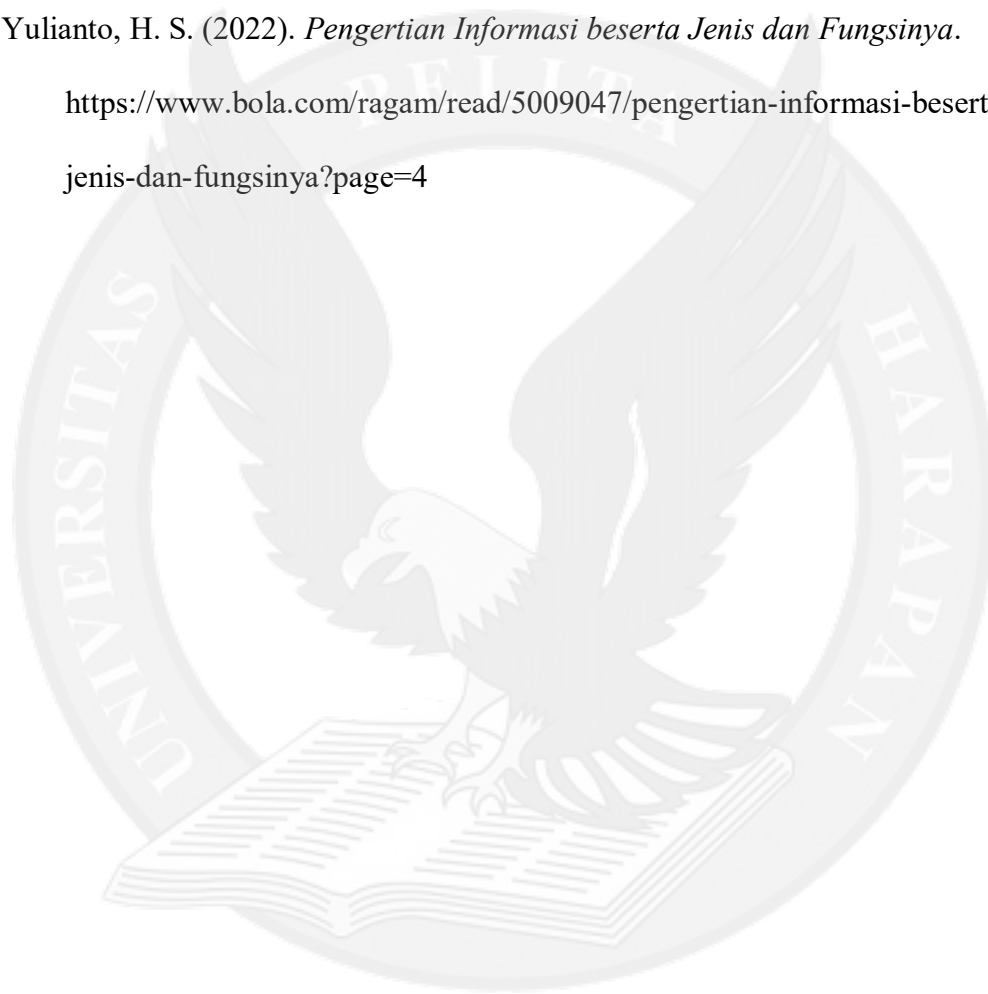 Yulianto, H. S. (2022). Pengertian Informasi beserta Jenis dan Fungsinya.
https://www.bola.com/ragam/read/5009047/pengertian-informasi-besert
jenis-dan-fungsinya?page=4
UNIVERSITAS PELITA HARAPAN